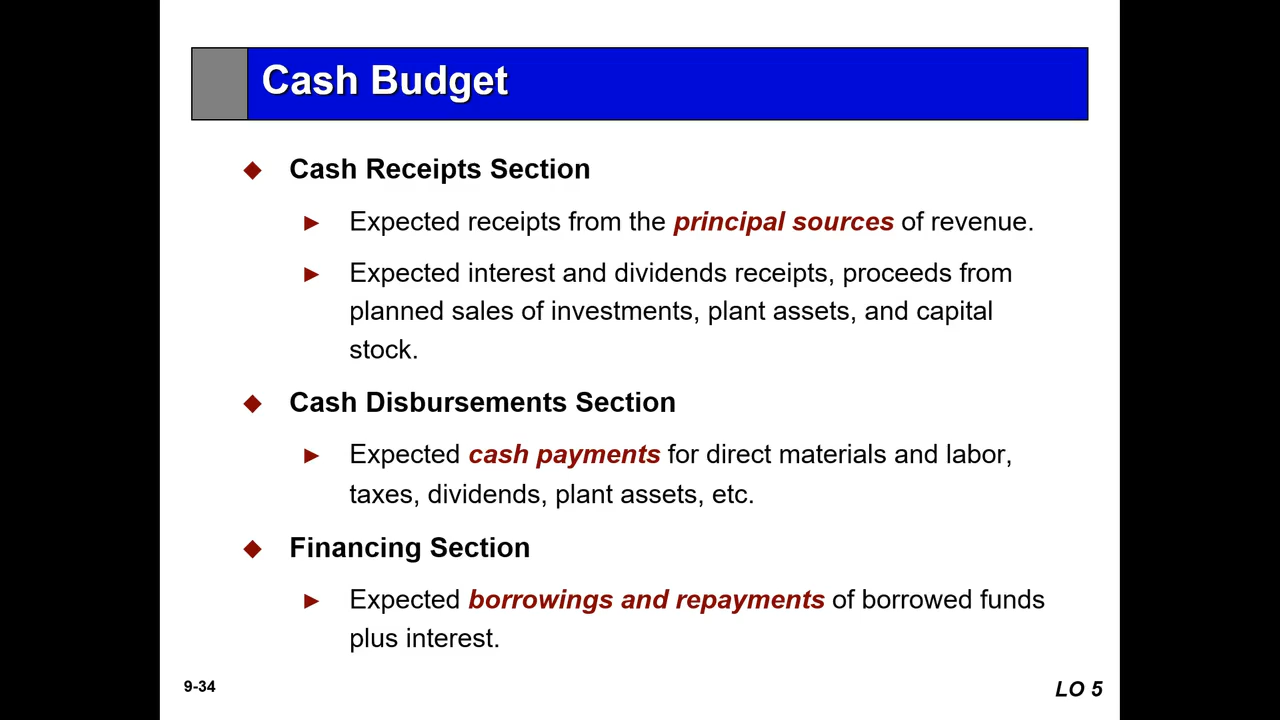 Cash Budget
Cash Receipts Section
Expected receipts from the principal sources of revenue.
Expected interest and dividends receipts, proceeds from
planned sales of investments, plant assets, and capital
stock.
Cash Disbursements Section
Expected cash payments for direct materials and labor,
taxes, dividends, plant assets, etc.
Financing Section
Expected borrowings and repayments of borrowed funds
plus interest.
9-34
LO 5